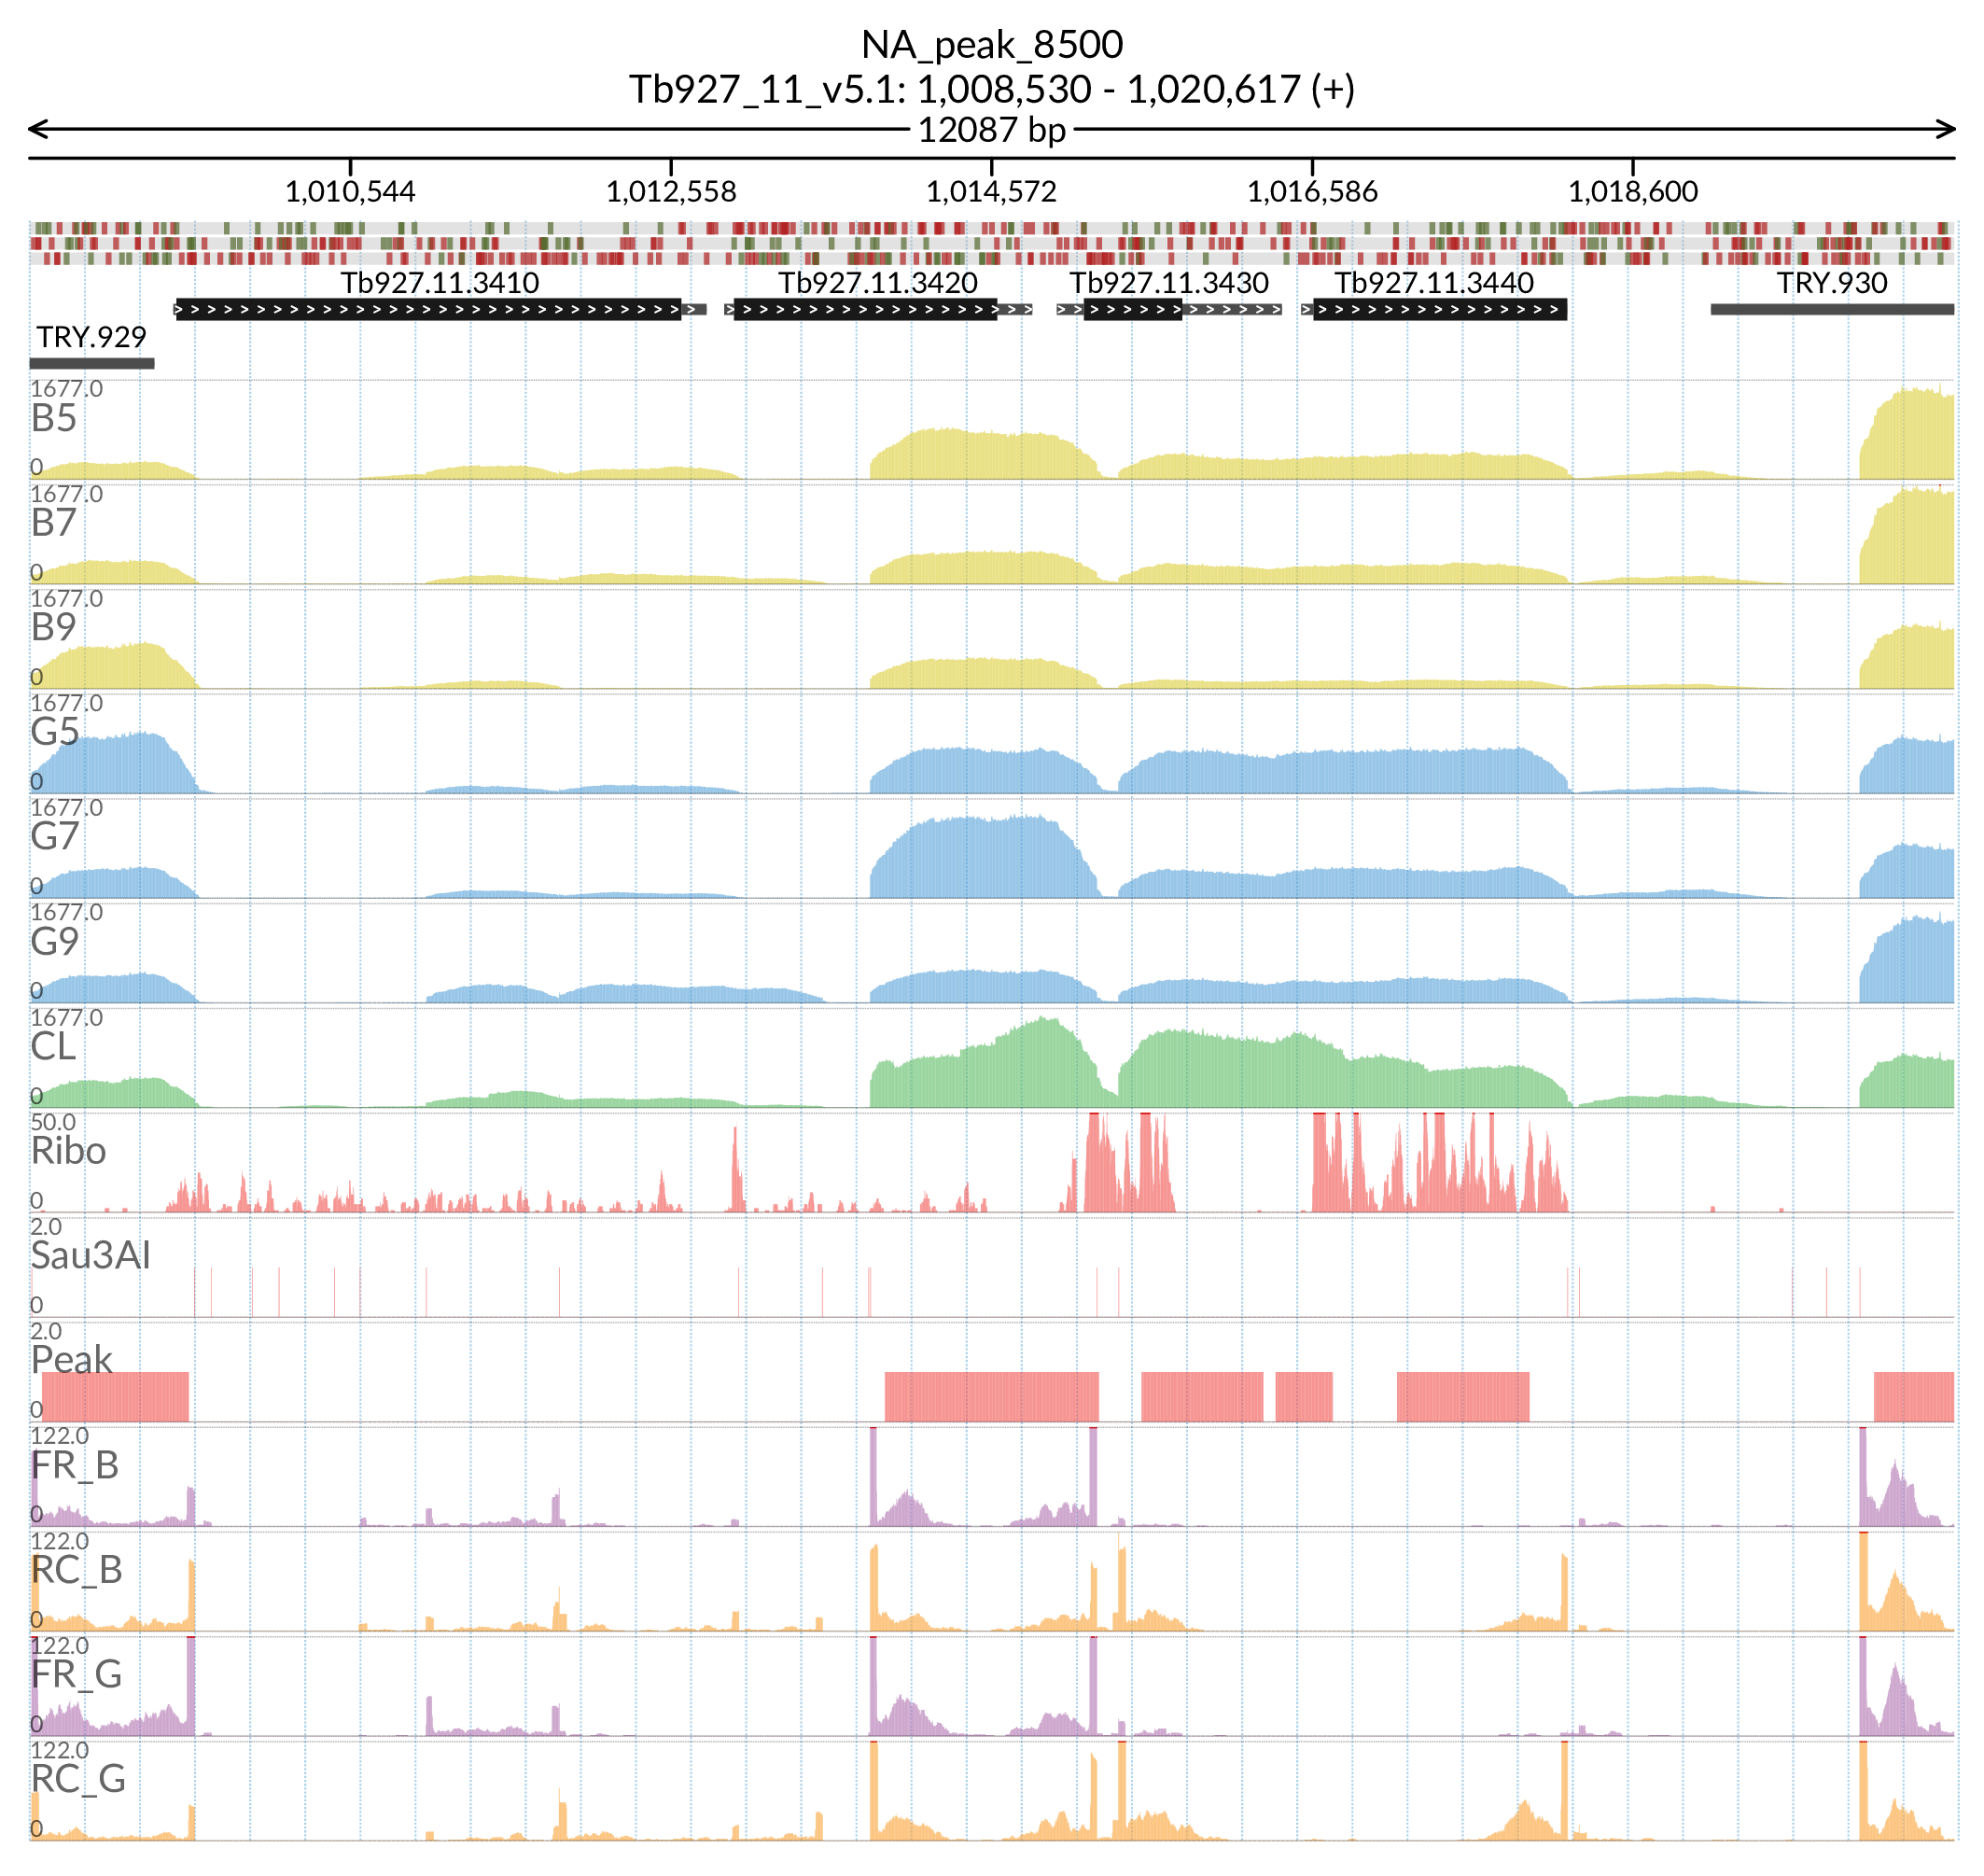 NA_peak_8500
Tb927_11_v5.1: 1,008,530 - 1,020,617 (+)
12087 bp
1,010,544 1,012,558 1,014,572 1,016,586 1,018,600
Tb927.11.3410 Tb927.11.3420 Tb927.11.3430 Tb927.11.3440 TRY.930
TRY.929
1677.0
B5
0
1677.0
B7
0
1677.0
B9
0
1677.0
G5
0
1677.0
G7
0
1677.0
G9
0
1677.0
CL
0
50.0
Ribo
0
2.0
Sau3AI
0
2.0
Peak
0
122.0
FR_B
0
122.0
RC_B
0
122.0
FR_G
0
122.0
RC_G
0